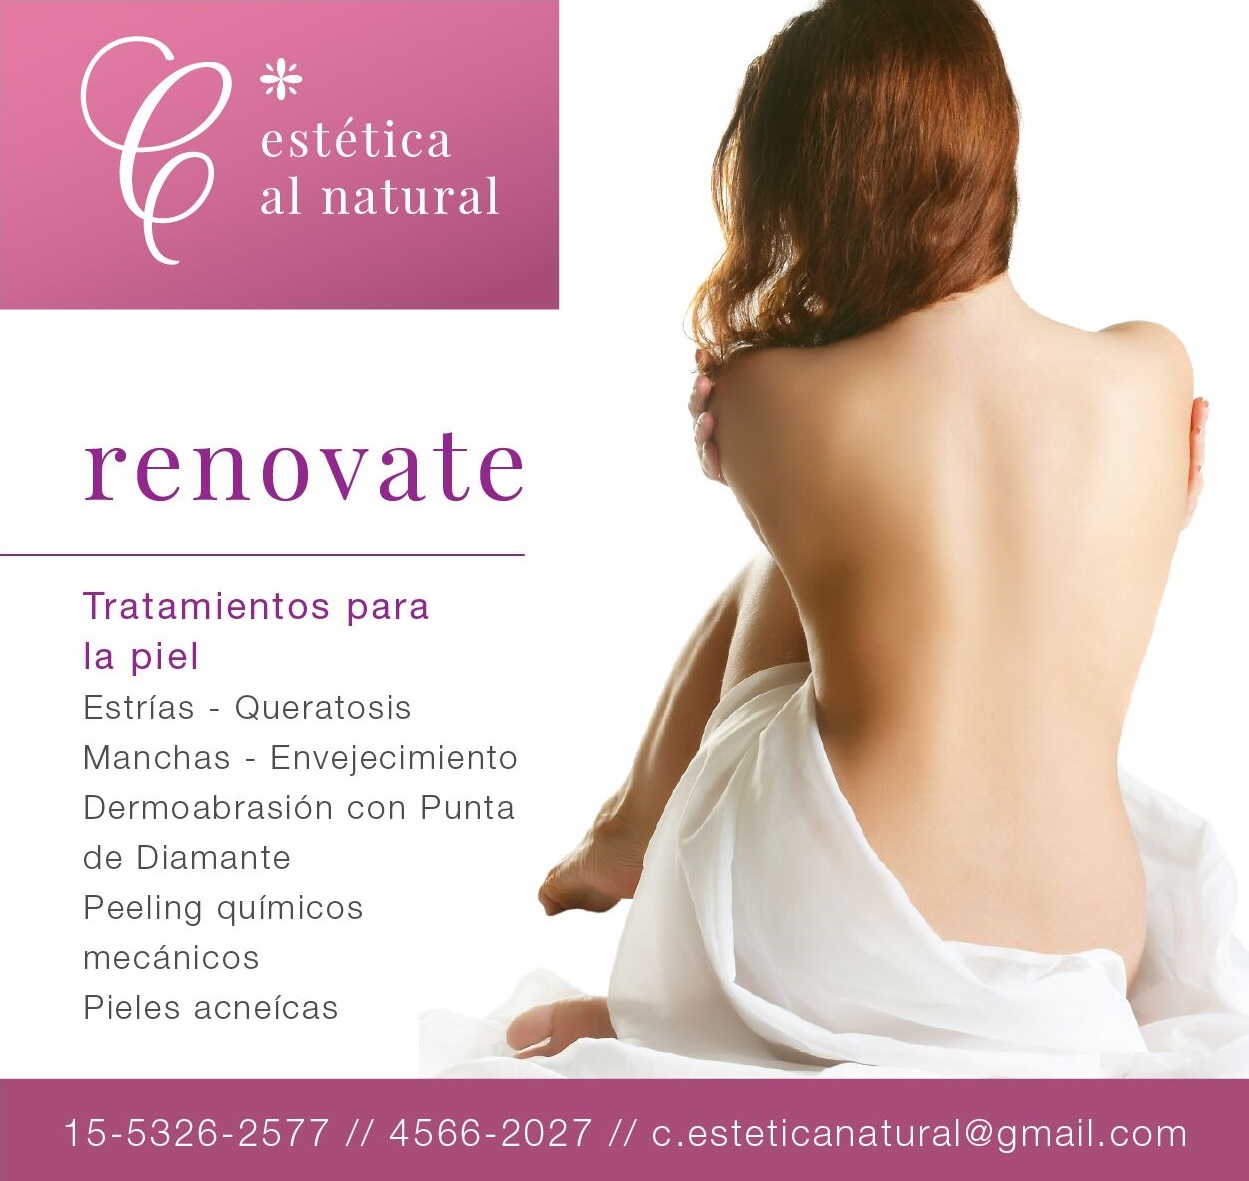 C
estética
al natural
renovate
Tratamientos para
la piel
Estrías - Queratosis
Manchas - Envejecimiento
Dermoabrasión con Punta
de Diamante
Peeling químicos
mecánicos
Pieles acneícas
15-5326-2577 // 4566-2027 // c.esteticanatural@gmail.com